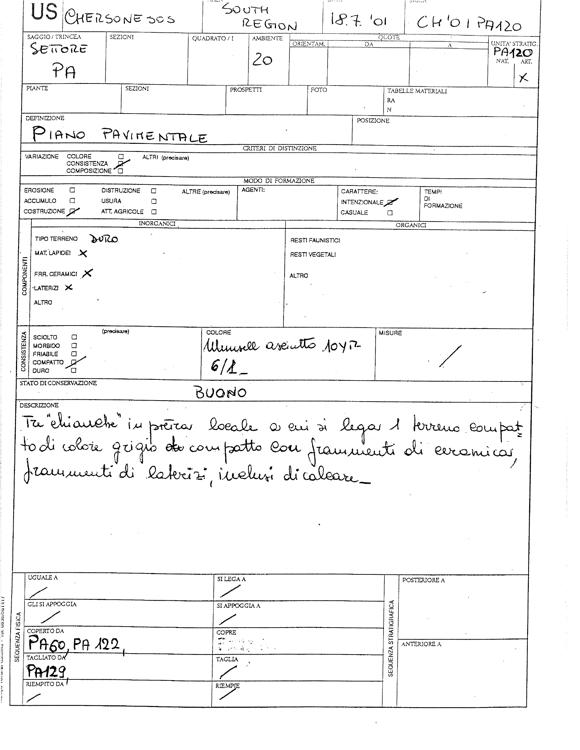 US CHERSONESOS SOUTH REGION 18.7.'01 CH'01 PA120
SAGGIO/TRINCEA SETTORE PA SEZIONI QUADRATO/I AMBIENTE 20 QUOTE ORIENTAM. DA A UNITA' STRATIG. PA120 NAT. ART. X
PIANTE SEZIONI PROSPETTI FOTO TABELLE MATERIALI
RA
N
DEFINIZIONE POSIZIONE
PIANO PAVIMENTALE
CRITERI DI DISTINZIONE
VARIAZIONE COLORE ALTRI (precisare)
CONSISTENZA
COMPOSIZIONE
MODO DI FORMAZIONE
EROSIONE DISTRUZIONE ALTRE (precisare) AGENTI: CARATTERE: TEMPI
ACCUMULO USURA INTENZIONALE DI
COSTRUZIONE ATT. AGRICOLE CASUALE FORMAZIONE
COMPONENTI
INORGANICI ORGANICI
TIPO TERRENO DURO RESTI FAUNISTICI
MAT. LAPIDEI X RESTI VEGETALI
FRR. CERAMICI X ALTRO
LATERIZI X
ALTRO
CONSISTENZA
(precisare) COLORE MISURE
SCIOLTO
MORBIDO
FRIABILE
COMPATTO
DURO
Munsell asciutto 10YR
6/1
STATO DI CONSERVAZIONE
BUONO
DESCRIZIONE
Tre "chianche" in pietra locale a cui si lega 1 terreno compat
to di colore grigio compatto con frammenti di ceramica,
frammenti di laterizi, inclusi di calcare
SEQUENZA FISICA
UGUALE A SI LEGA A
GLI SI APPOGGIA SI APPOGGIA A
COPERTO DA COPRE
PA60, PA 122,
TAGLIATO DA TAGLIA
PA129
RIEMPITO DA RIEMPIE
SEQUENZA STRATIGRAFICA
POSTERIORE A
ANTERIORE A